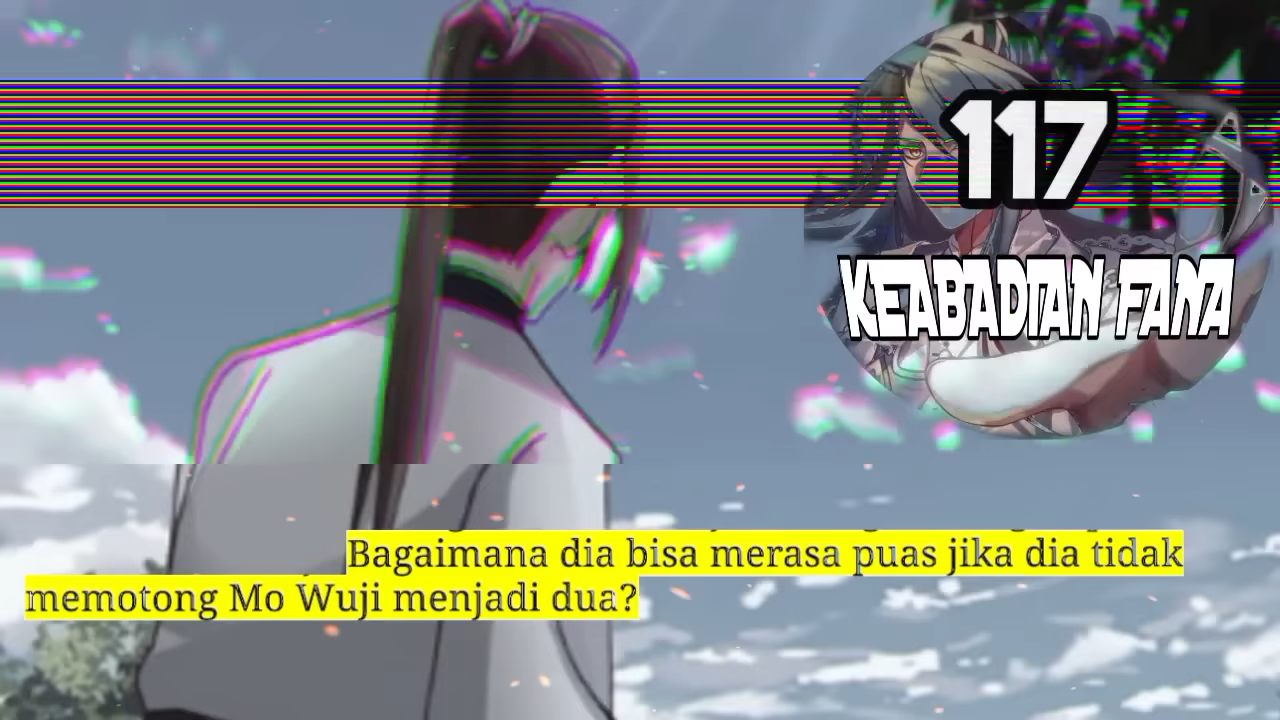 117
KEABADIAN FANA
Bagaimana dia bisa merasa puas jika dia tidak
memotong Mo Wuji menjadi dua?